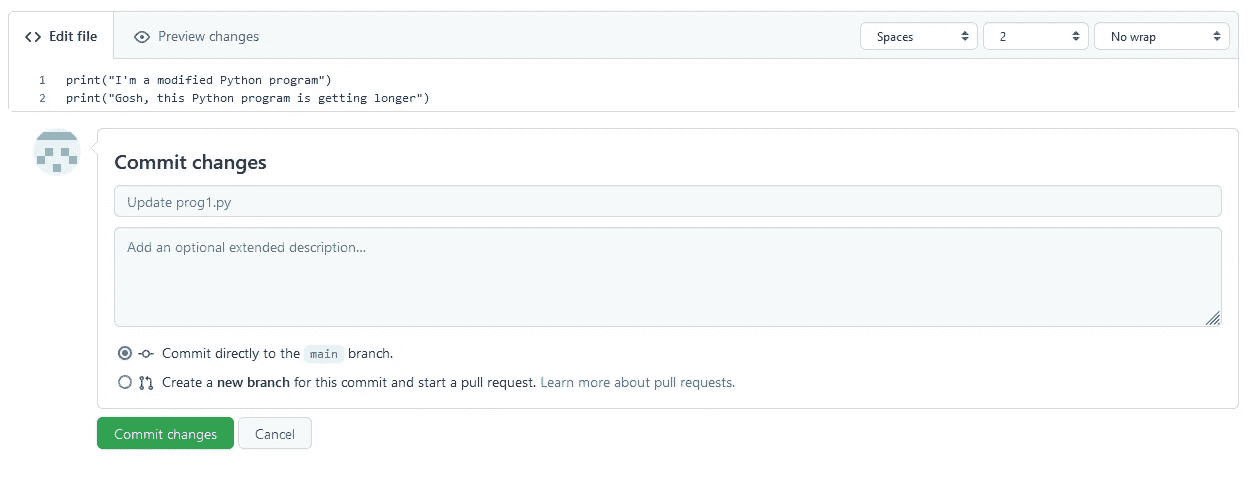 Edit file Preview changes Spaces 2 No wrap
1 print("I'm a modified Python program")
2 print("Gosh, this Python program is getting longer")
Commit changes
Update prog1.py
Add an optional extended description...
Commit directly to the main branch.
Create a new branch for this commit and start a pull request. Learn more about pull requests.
Commit changes Cancel